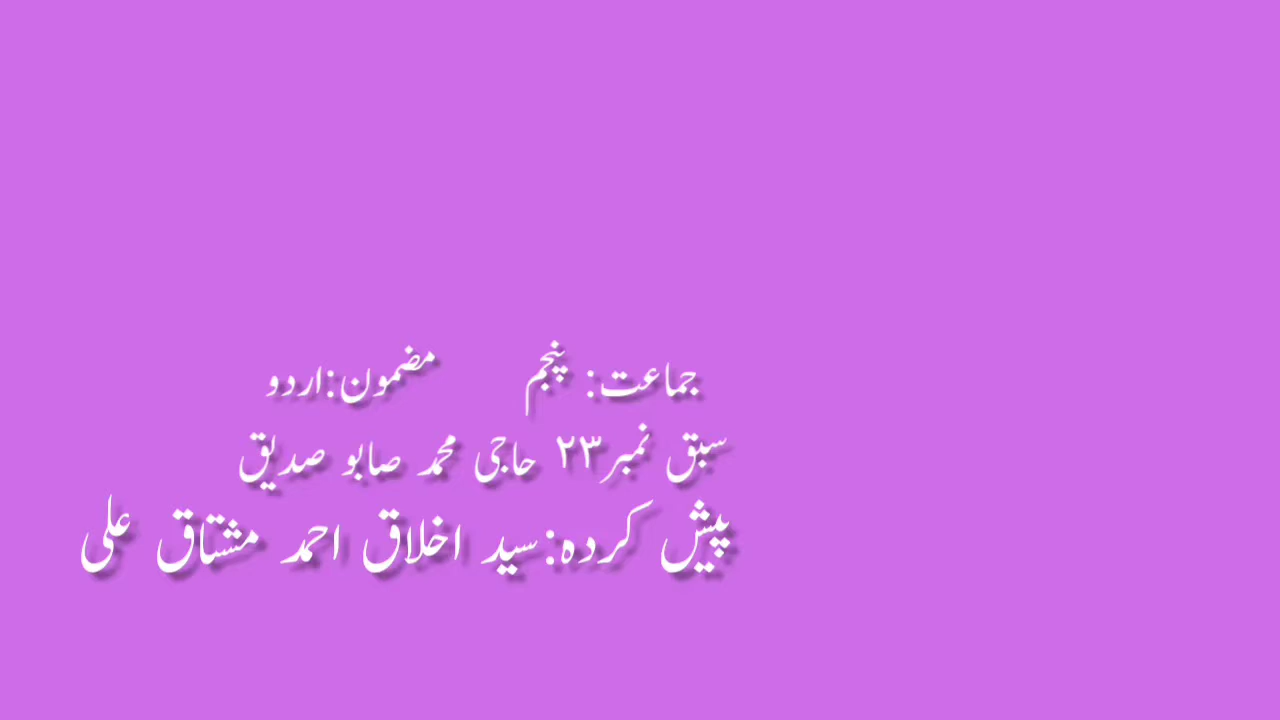 جماعت: پنجم مضمون:اردو
سبق نمبر۲۳ حاجی محمد صابو صدیق
پیش کردہ:سید اخلاق احمد مشتاق علی